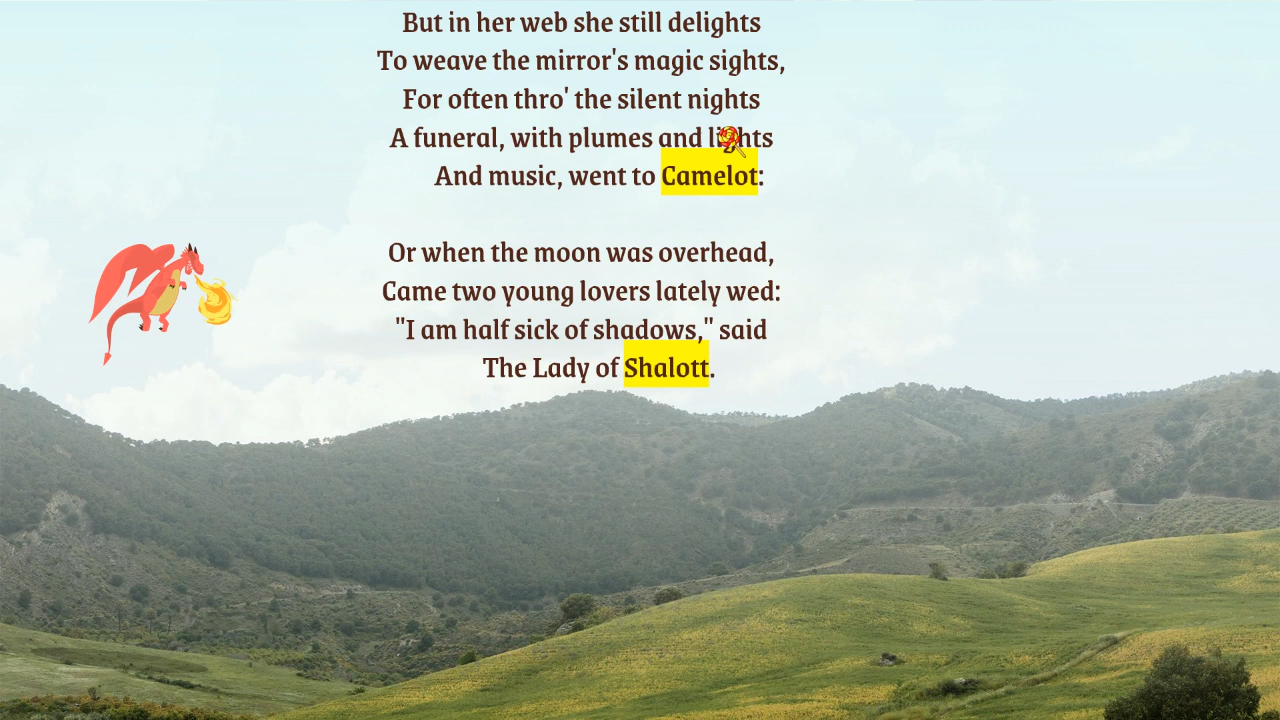 But in her web she still delights
To weave the mirror's magic sights,
For often thro' the silent nights
A funeral, with plumes and lights
And music, went to Camelot:
Or when the moon was overhead,
Came two young lovers lately wed:
"I am half sick of shadows," said
The Lady of Shalott.